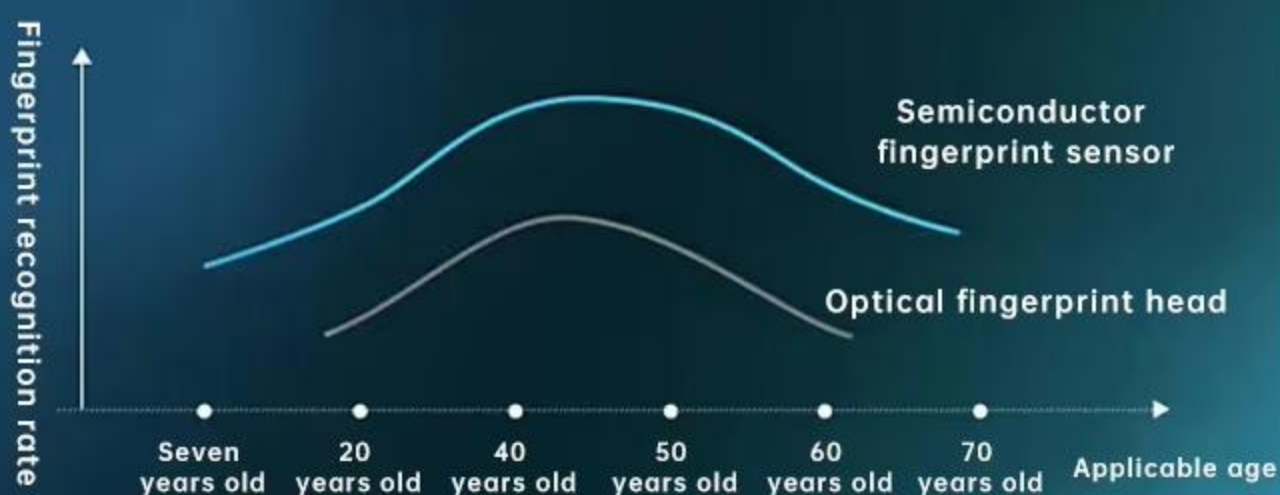 Fingerprint recognition rate
Semiconductor
fingerprint sensor
Optical fingerprint head
Seven
years old
20
years old
40
years old
50
years old
60
years old
70
years old
Applicable age